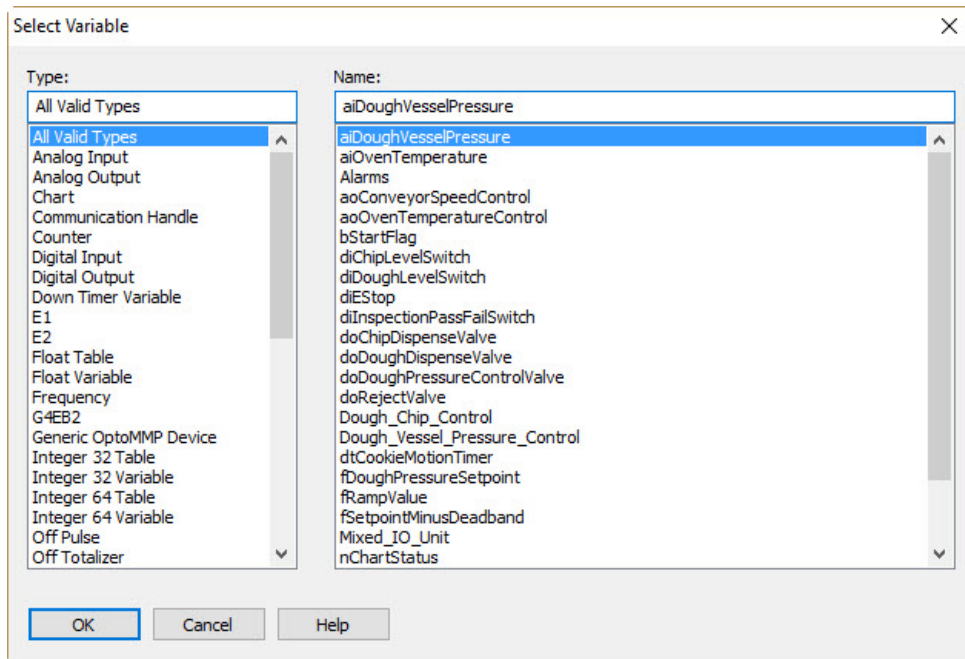 Select Variable
Type:
All Valid Types
All Valid Types
Analog Input
Analog Output
Chart
Communication Handle
Counter
Digital Input
Digital Output
Down Timer Variable
E1
E2
Float Table
Float Variable
Frequency
G4EB2
Generic OptoMMP Device
Integer 32 Table
Integer 32 Variable
Integer 64 Table
Integer 64 Variable
Off Pulse
Off Totalizer
Name:
aiDoughVesselPressure
aiDoughVesselPressure
aiOvenTemperature
Alarms
aoConveyorSpeedControl
aoOvenTemperatureControl
bStartFlag
diChipLevelSwitch
diDoughLevelSwitch
diEStop
diInspectionPassFailSwitch
doChipDispenseValve
doDoughDispenseValve
doDoughPressureControlValve
doRejectValve
Dough_Chip_Control
Dough_Vessel_Pressure_Control
dtCookieMotionTimer
fDoughPressureSetpoint
fRampValue
fSetpointMinusDeadband
Mixed_IO_Unit
nChartStatus
OK
Cancel
Help